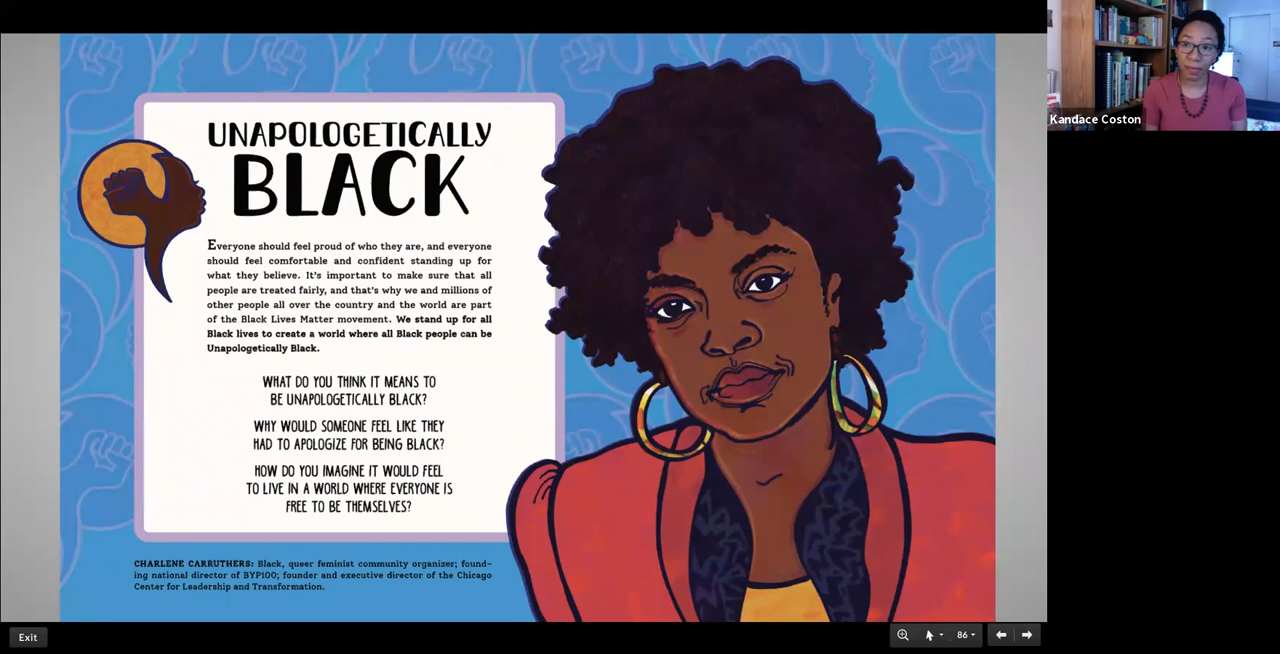 UNAPOLOGETICALLY
BLACK
Everyone should feel proud of who they are, and everyone
should feel comfortable and confident standing up for
what they believe. It's important to make sure that all
people are treated fairly, and that's why we and millions of
other people all over the country and the world are part
of the Black Lives Matter movement. We stand up for all
Black lives to create a world where all Black people can be
Unapologetically Black.
WHAT DO YOU THINK IT MEANS TO
BE UNAPOLOGETICALLY BLACK?
WHY WOULD SOMEONE FEEL LIKE THEY
HAD TO APOLOGIZE FOR BEING BLACK?
HOW DO YOU IMAGINE IT WOULD FEEL
TO LIVE IN A WORLD WHERE EVERYONE IS
FREE TO BE THEMSELVES?
CHARLENE CARRUTHERS: Black, queer feminist community organizer; found-
ing national director of BYP100; founder and executive director of the Chicago
Center for Leadership and Transformation.
Kandace Coston
Exit
86